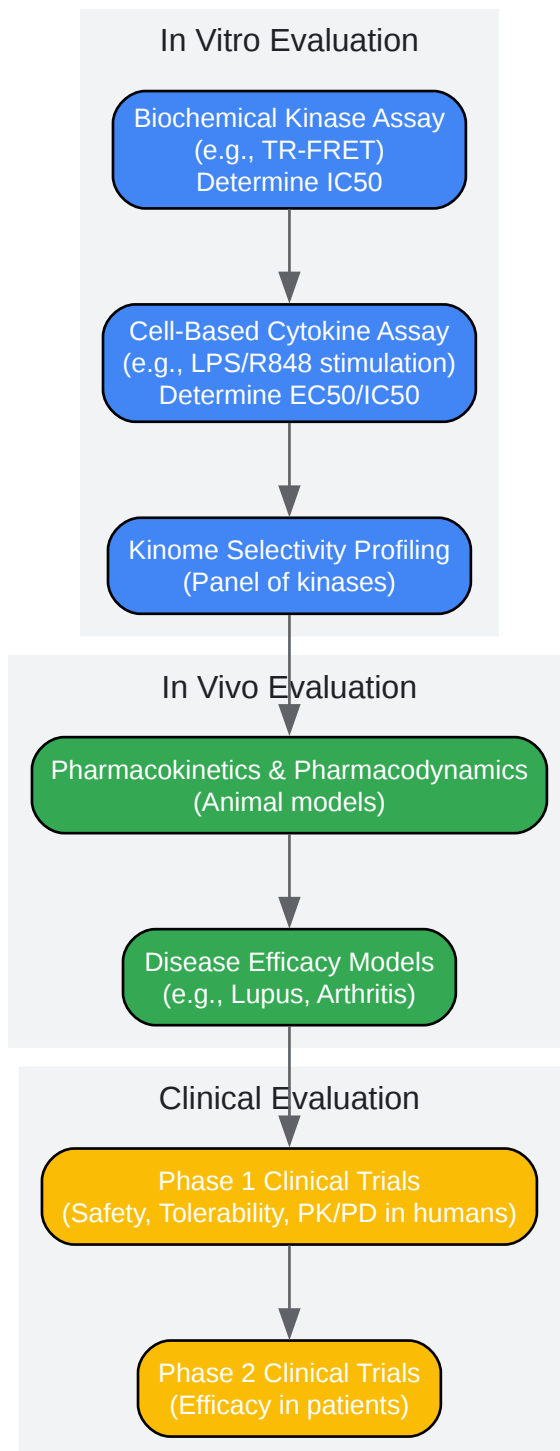 In Vitro Evaluation
Biochemical Kinase Assay
(e.g., TR-FRET)
Determine IC50
Cell-Based Cytokine Assay
(e.g., LPS/R848 stimulation)
Determine EC50/IC50
Kinome Selectivity Profiling
(Panel of kinases)
In Vivo Evaluation
Pharmacokinetics & Pharmacodynamics
(Animal models)
Disease Efficacy Models
(e.g., Lupus, Arthritis)
Clinical Evaluation
Phase 1 Clinical Trials
(Safety, Tolerability, PK/PD in humans)
Phase 2 Clinical Trials
(Efficacy in patients)